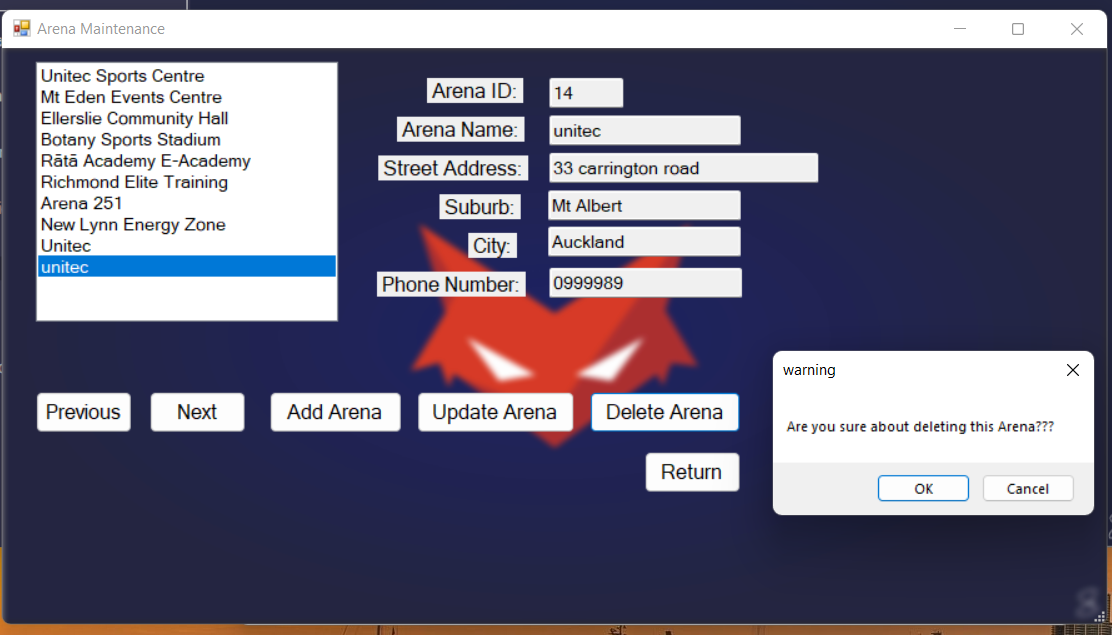 Arena Maintenance
Unitec Sports Centre
Mt Eden Events Centre
Ellerslie Community Hall
Botany Sports Stadium
Rātā Academy E-Academy
Richmond Elite Training
Arena 251
New Lynn Energy Zone
Unitec
unitec
Arena ID: 14
Arena Name: unitec
Street Address: 33 carrington road
Suburb: Mt Albert
City: Auckland
Phone Number: 0999989
Previous Next Add Arena Update Arena Delete Arena
Return
warning
Are you sure about deleting this Arena???
OK Cancel